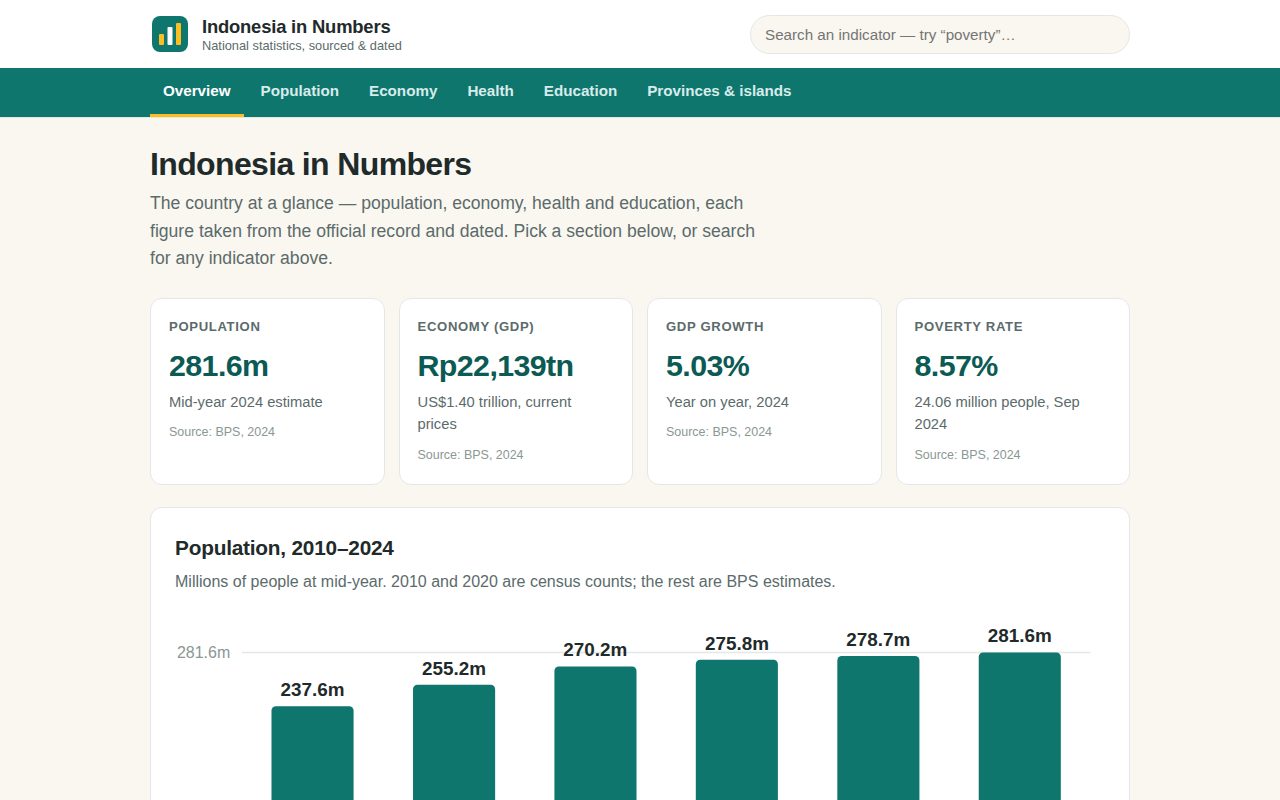 Indonesia in Numbers
National statistics, sourced & dated
Search an indicator — try “poverty”…
Overview
Population
Economy
Health
Education
Provinces & islands
Indonesia in Numbers
The country at a glance — population, economy, health and education, each
figure taken from the official record and dated. Pick a section below, or search
for any indicator above.
POPULATION
281.6m
Mid-year 2024 estimate
Source: BPS, 2024
ECONOMY (GDP)
Rp22,139tn
US$1.40 trillion, current
prices
Source: BPS, 2024
GDP GROWTH
5.03%
Year on year, 2024
Source: BPS, 2024
POVERTY RATE
8.57%
24.06 million people, Sep
2024
Source: BPS, 2024
Population, 2010–2024
Millions of people at mid-year. 2010 and 2020 are census counts; the rest are BPS estimates.
281.6m
237.6m
255.2m
270.2m
275.8m
278.7m
281.6m